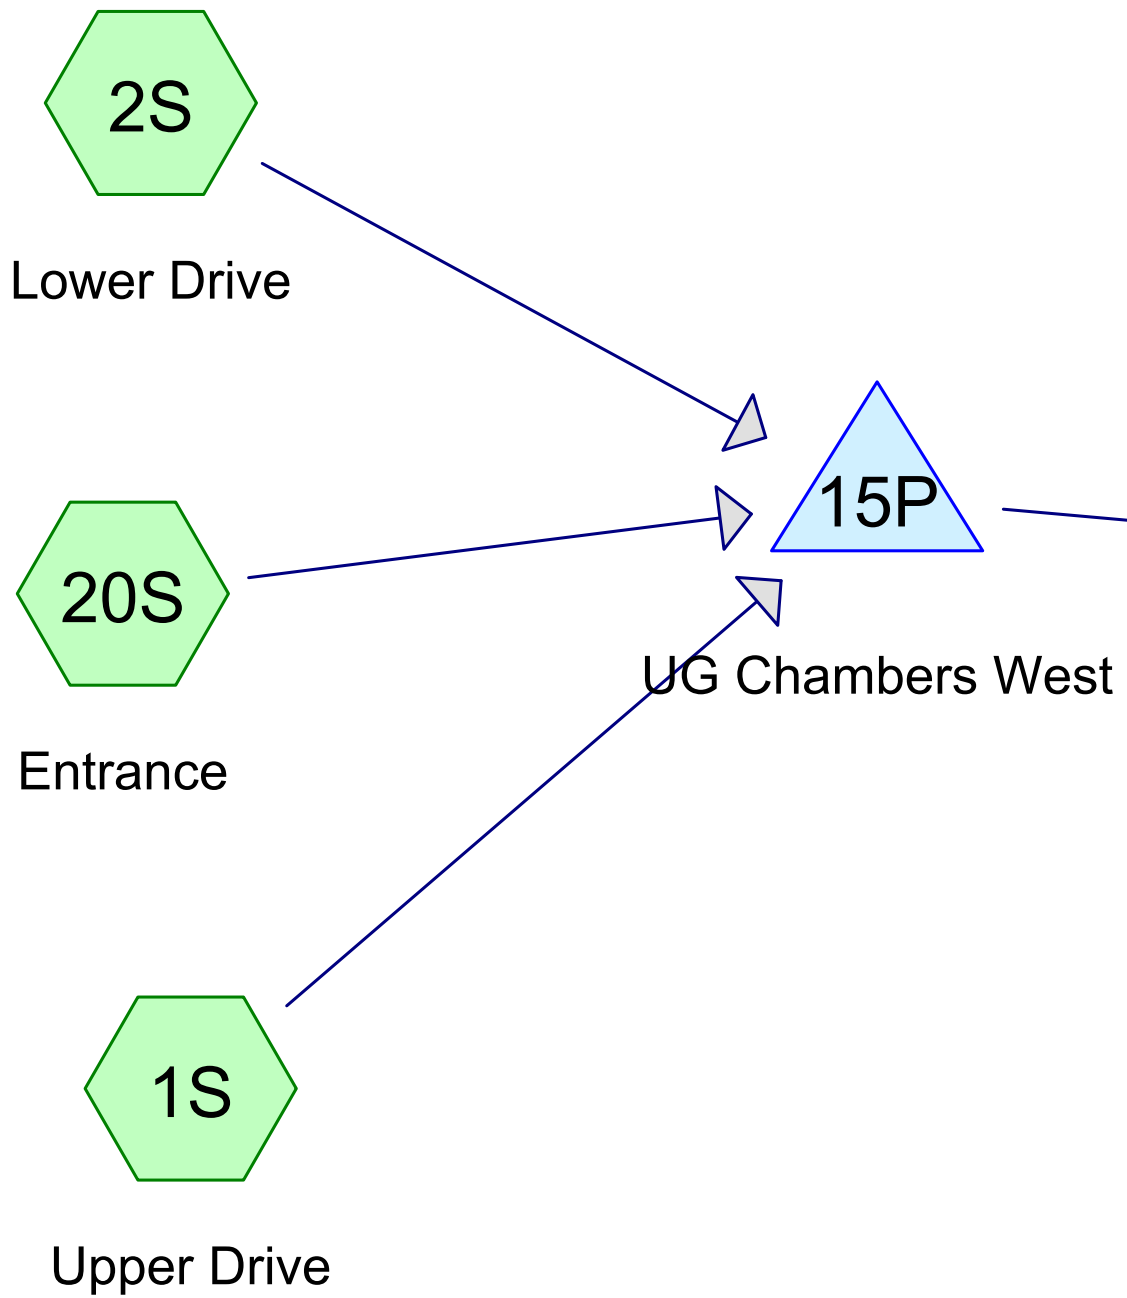 2S
Lower Drive
15P
UG Chambers West
20S
Entrance
1S
Upper Drive